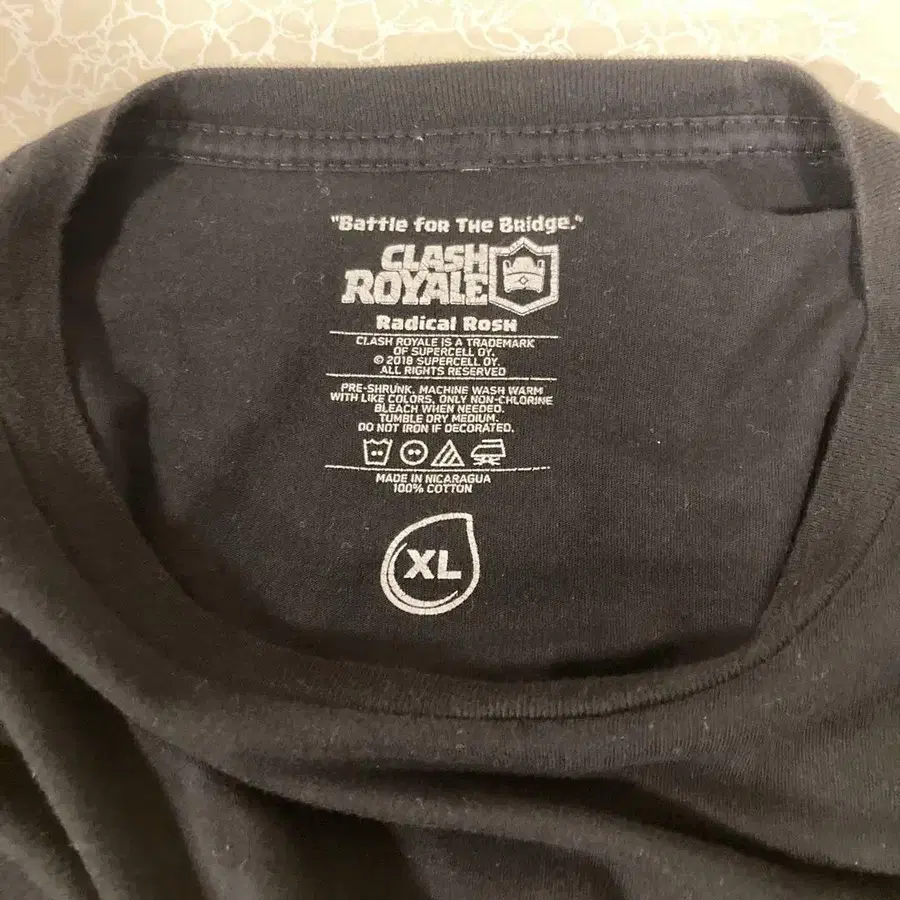 "Battle for The Bridge."
CLASH
ROYALE
Radical Rosh
CLASH ROYALE IS A TRADEMARK
OF SUPERCELL OY.
© 2018 SUPERCELL OY.
ALL RIGHTS RESERVED
PRE-SHRUNK. MACHINE WASH WARM
WITH LIKE COLORS, ONLY NON-CHLORINE
BLEACH WHEN NEEDED.
TUMBLE DRY MEDIUM.
DO NOT IRON IF DECORATED.
MADE IN NICARAGUA
100% COTTON
XL